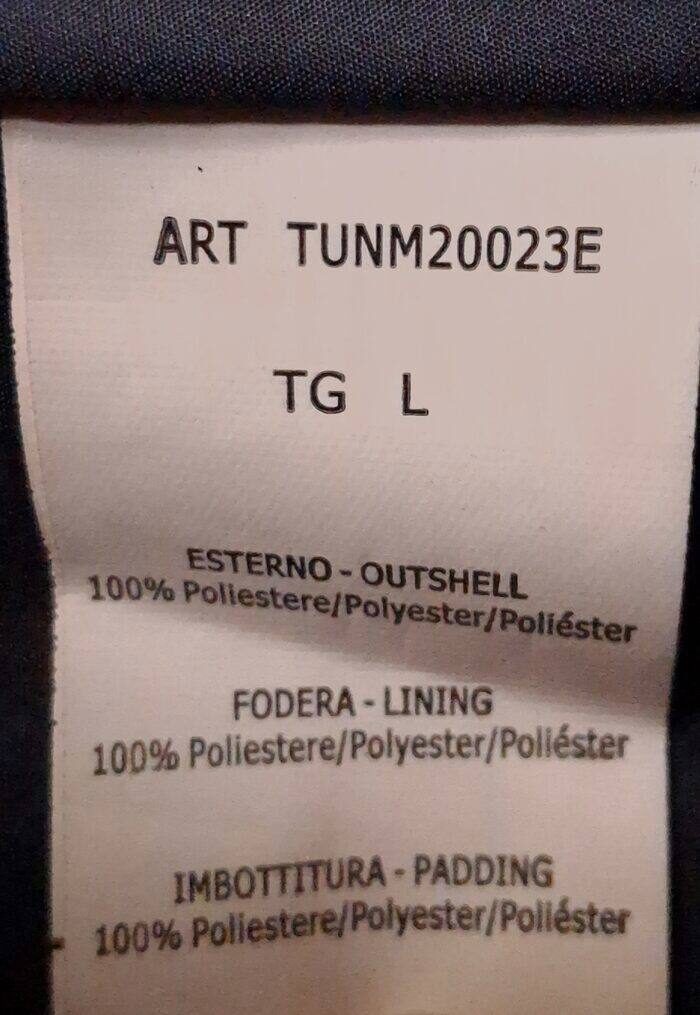 ART TUNM20023E
TG L
ESTERNO - OUTSHELL
100% Poliestere/Polyester/Poliéster
FODERA - LINING
100% Poliestere/Polyester/Poliéster
IMBOTTITURA - PADDING
100% Poliestere/Polyester/Poliéster